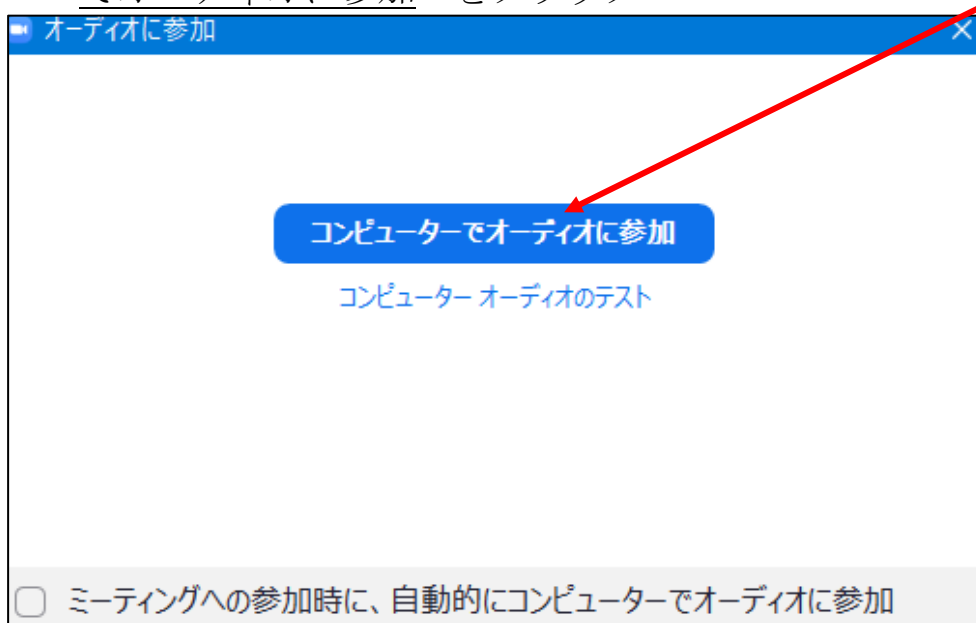 オーディオに参加
コンピューターでオーディオに参加
コンピューター オーディオのテスト
ミーティングへの参加時に、自動的にコンピューターでオーディオに参加